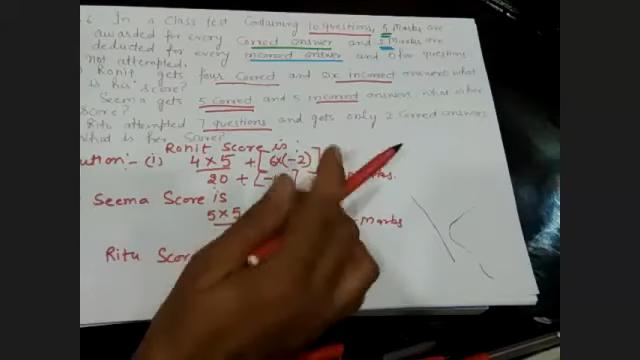 6 In a Class test Containing 10 Questions, 5 Marks are
awarded for every Correct answer and 2 Marks are
deducted for every incorrect answer and 0 for questions
not attempted.
Rohit gets four Correct and six incorrect answers what
is his score?
Seema gets 5 correct and 5 incorrect answers, what is her
Score?
Ritu attempted 7 questions and gets only 2 Correct answers
what is her Score?
ution:- (i) Rohit Score is
4 × 5 + [6×(-2)]
20 + [-
Seema Score is
5×5 Marks
Ritu Sco